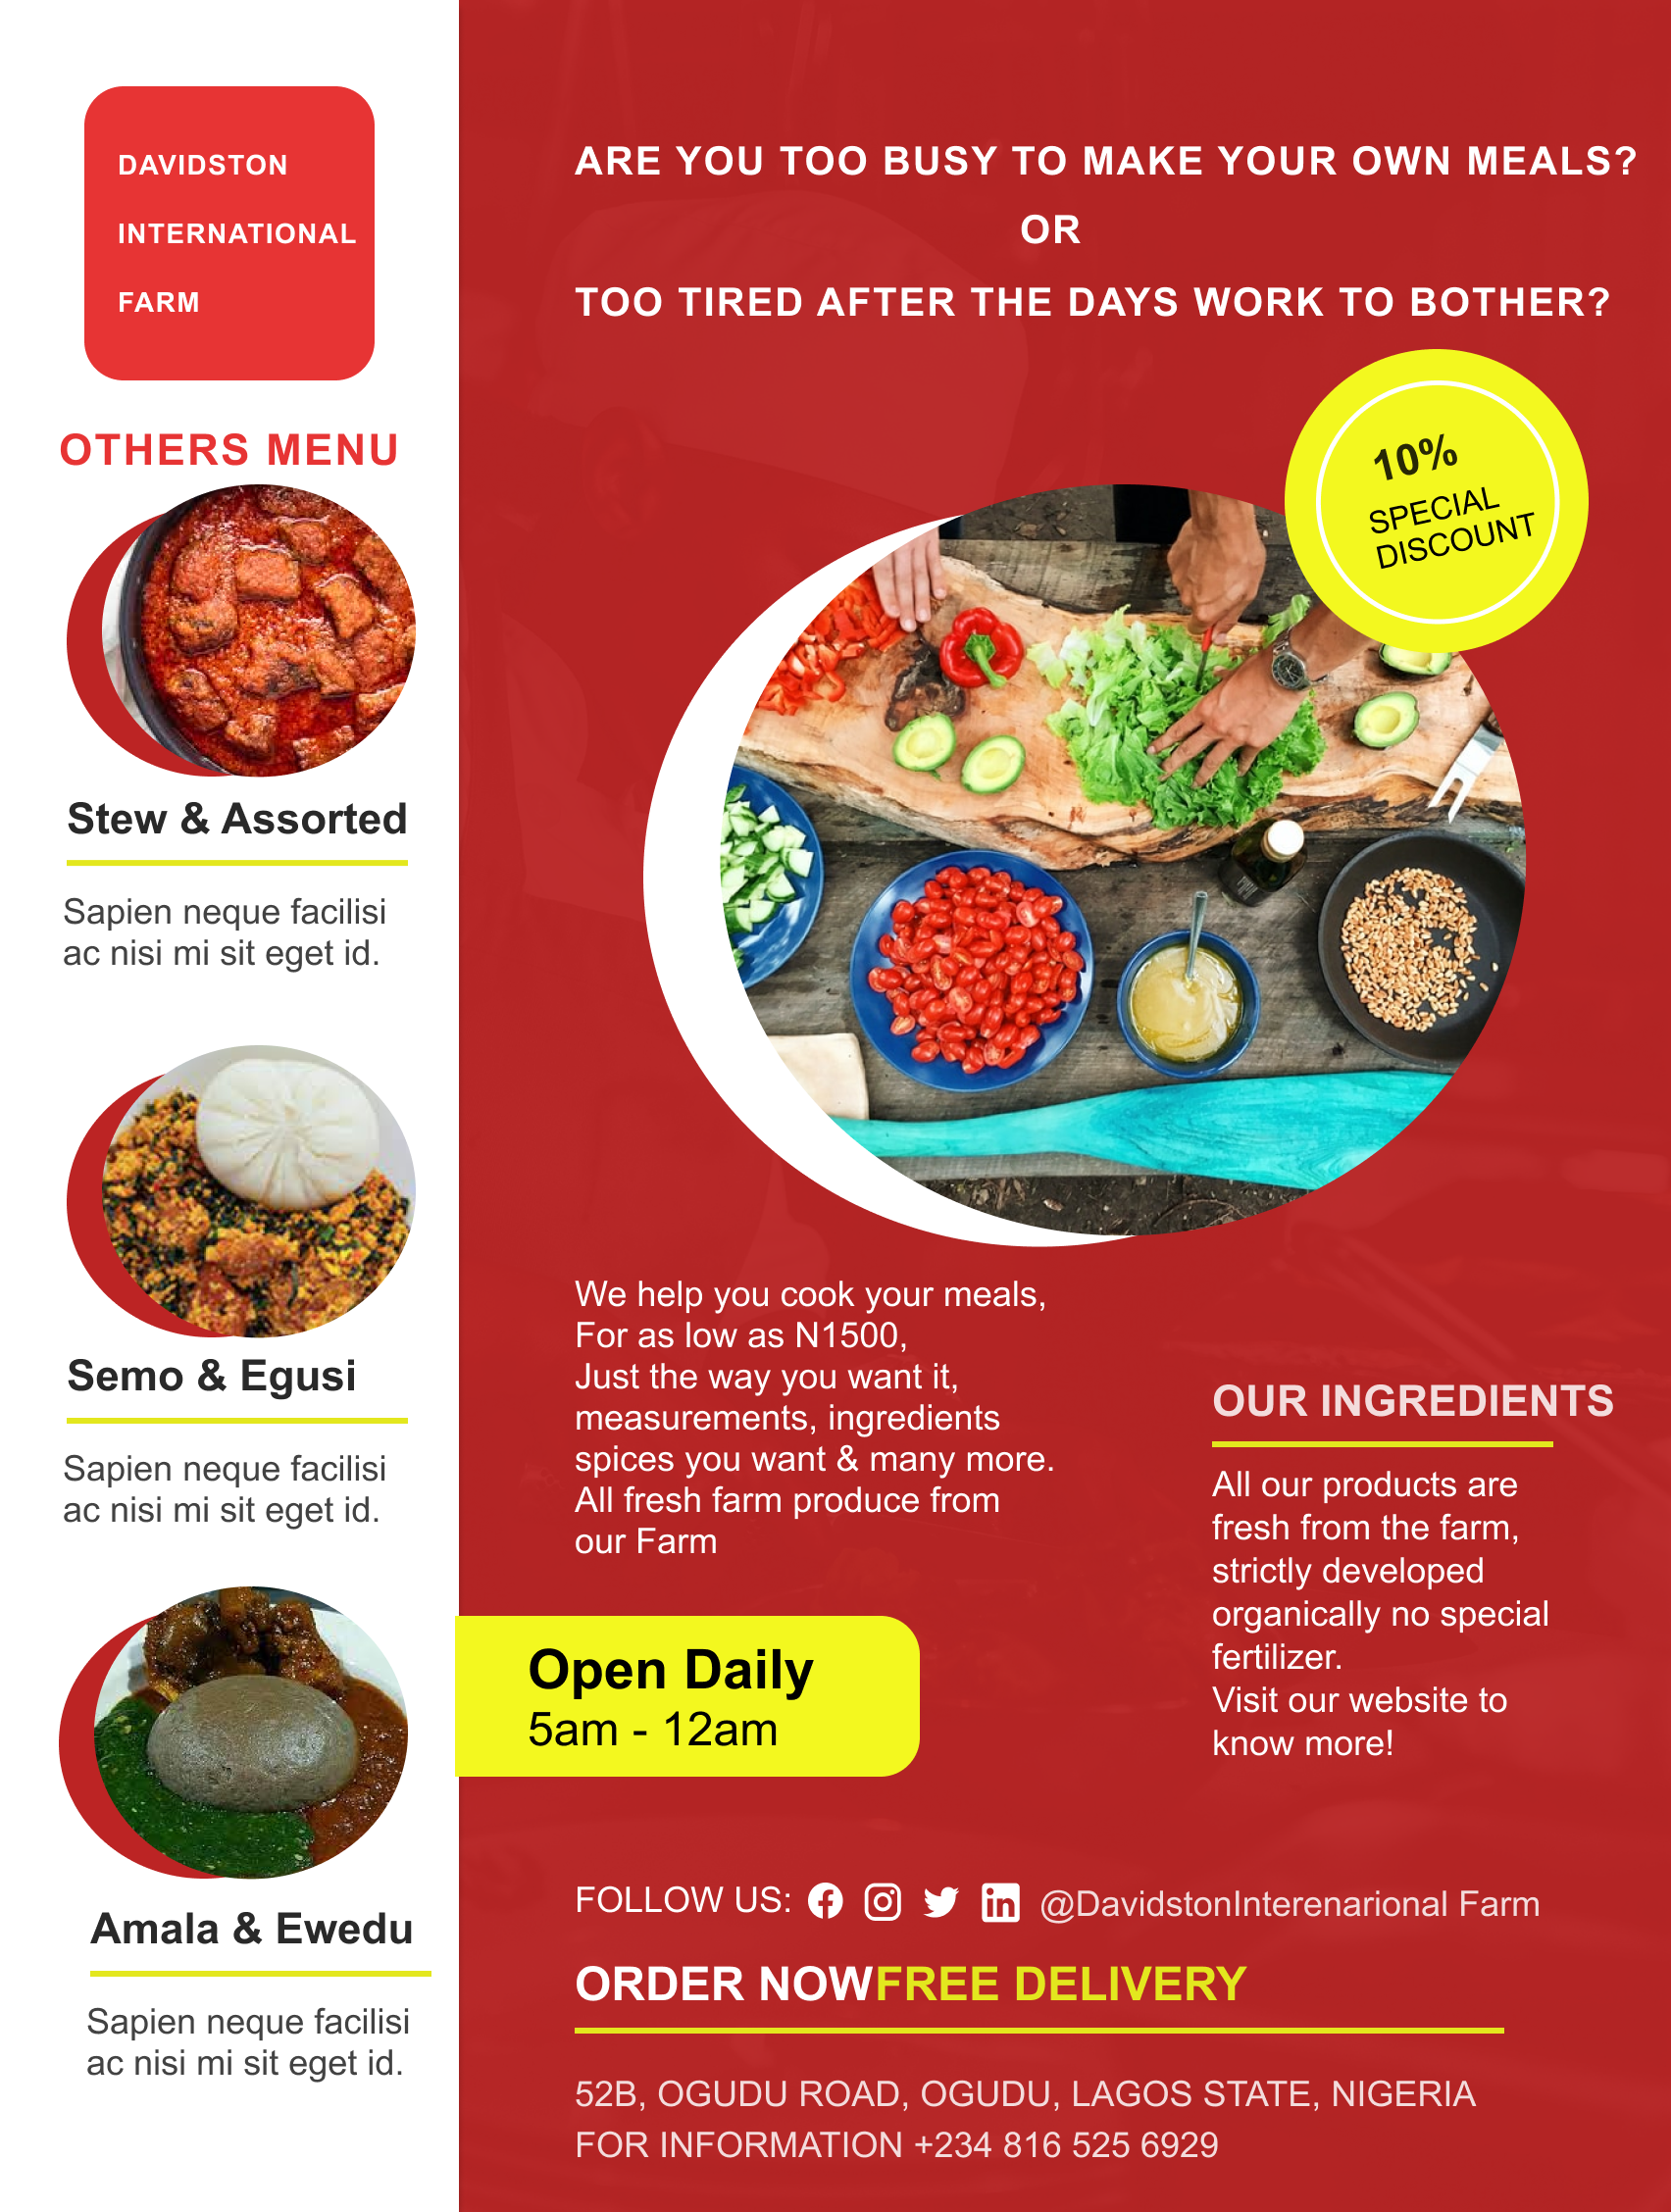 DAVIDSTON
INTERNATIONAL
FARM
OTHERS MENU
Stew & Assorted
Sapien neque facilisi
ac nisi mi sit eget id.
Semo & Egusi
Sapien neque facilisi
ac nisi mi sit eget id.
Amala & Ewedu
Sapien neque facilisi
ac nisi mi sit eget id.
ARE YOU TOO BUSY TO MAKE YOUR OWN MEALS?
OR
TOO TIRED AFTER THE DAYS WORK TO BOTHER?
10%
SPECIAL
DISCOUNT
We help you cook your meals,
For as low as N1500,
Just the way you want it,
measurements, ingredients
spices you want & many more.
All fresh farm produce from
our Farm
OUR INGREDIENTS
All our products are
fresh from the farm,
strictly developed
organically no special
fertilizer.
Visit our website to
know more!
Open Daily
5am - 12am
FOLLOW US: @DavidstonInterenarional Farm
ORDER NOWFREE DELIVERY
52B, OGUDU ROAD, OGUDU, LAGOS STATE, NIGERIA
FOR INFORMATION +234 816 525 6929